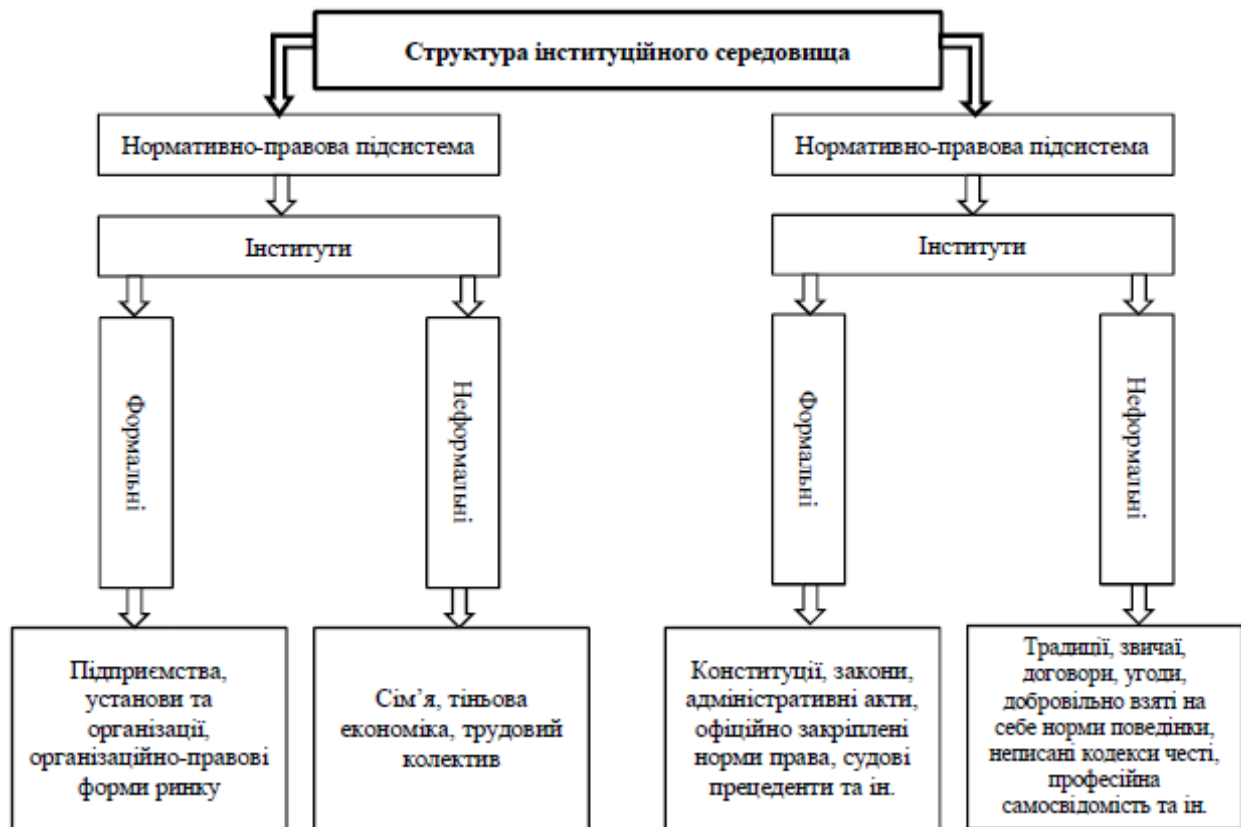 Структура інституційного середовища
Нормативно-правова підсистема
Нормативно-правова підсистема
Інститути
Інститути
Формальні
Неформальні
Формальні
Неформальні
Підприємства,
установи та
організації,
організаційно-правові
форми ринку
Сім’я, тіньова
економіка, трудовий
колектив
Конституції, закони,
адміністративні акти,
офіційно закріплені
норми права, судові
прецеденти та ін.
Традиції, звичаї,
договори, угоди,
добровільно взяті на
себе норми поведінки,
неписані кодекси честі,
професійна
самосвідомість та ін.